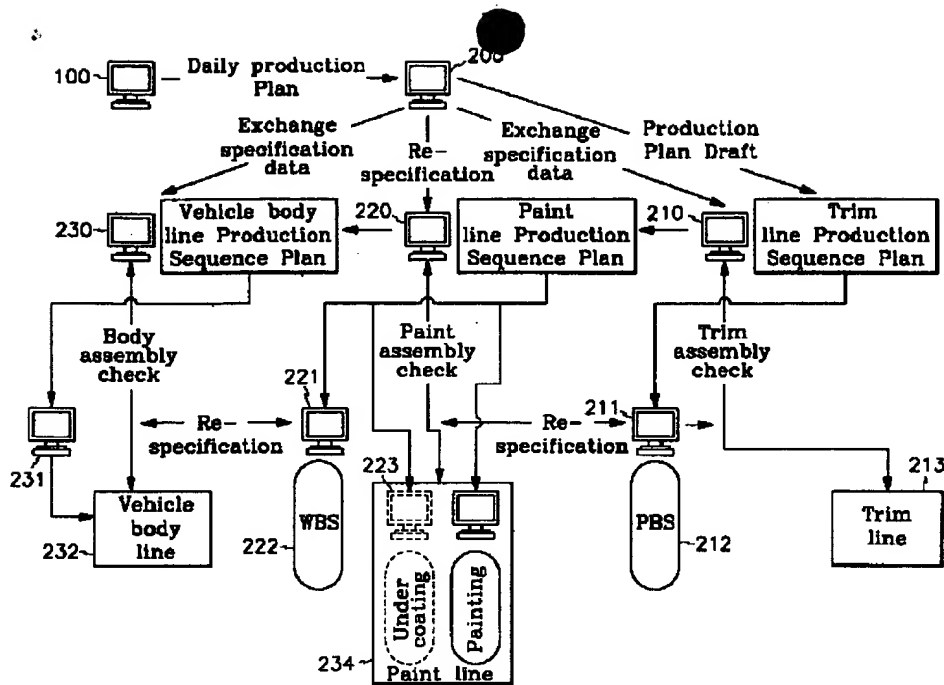 100
Daily production
Plan
200
Exchange
specification
data
Re-
specification
Exchange
specification
data
Production
Plan Draft
230
Vehicle body
line Production
Sequence Plan
220
Paint
line Production
Sequence Plan
210
Trim
line Production
Sequence Plan
Body
assembly
check
Paint
assembly
check
Trim
assembly
check
231
Re-
specification
221
Re-
specification
211
232
Vehicle
body
line
WBS
222
223
Under
coating
Painting
234
Paint line
PBS
212
213
Trim
line